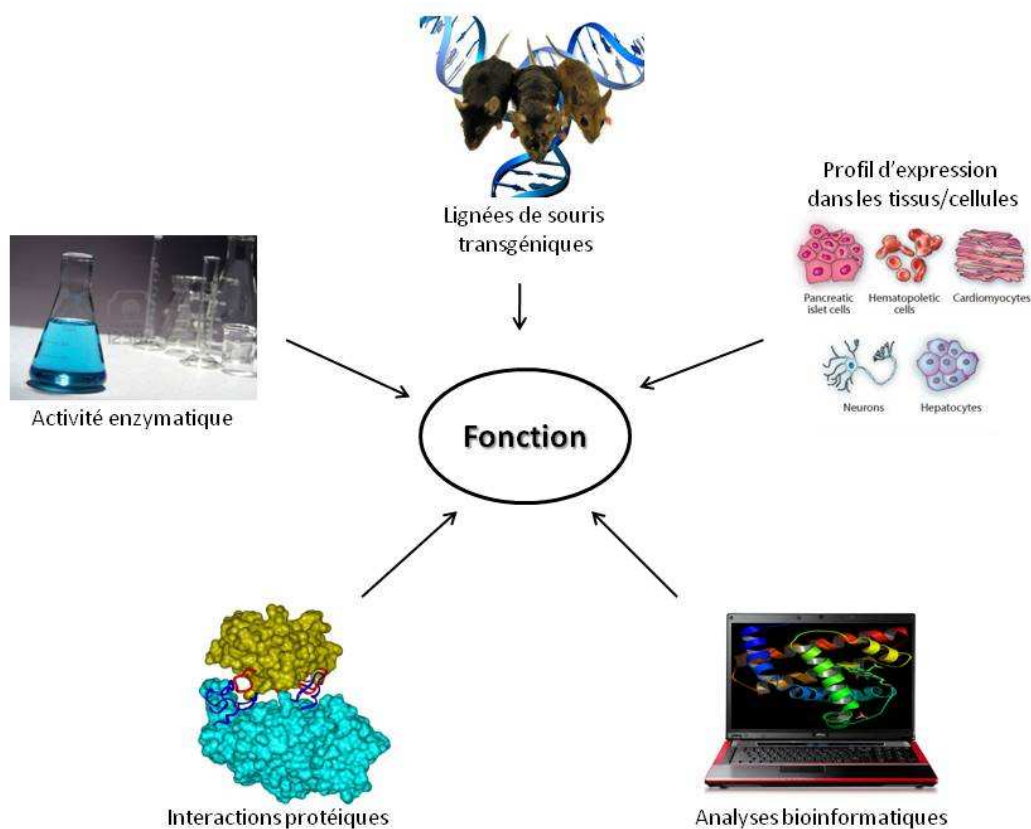 Lignées de souris
transgéniques
Profil d'expression
dans les tissus/cellules
Pancreatic
islet cells
Hematopoletic
cells
Cardiomyocytes
Neurons
Hepatocytes
Activité enzymatique
Fonction
Interactions protéiques
Analyses bioinformatiques